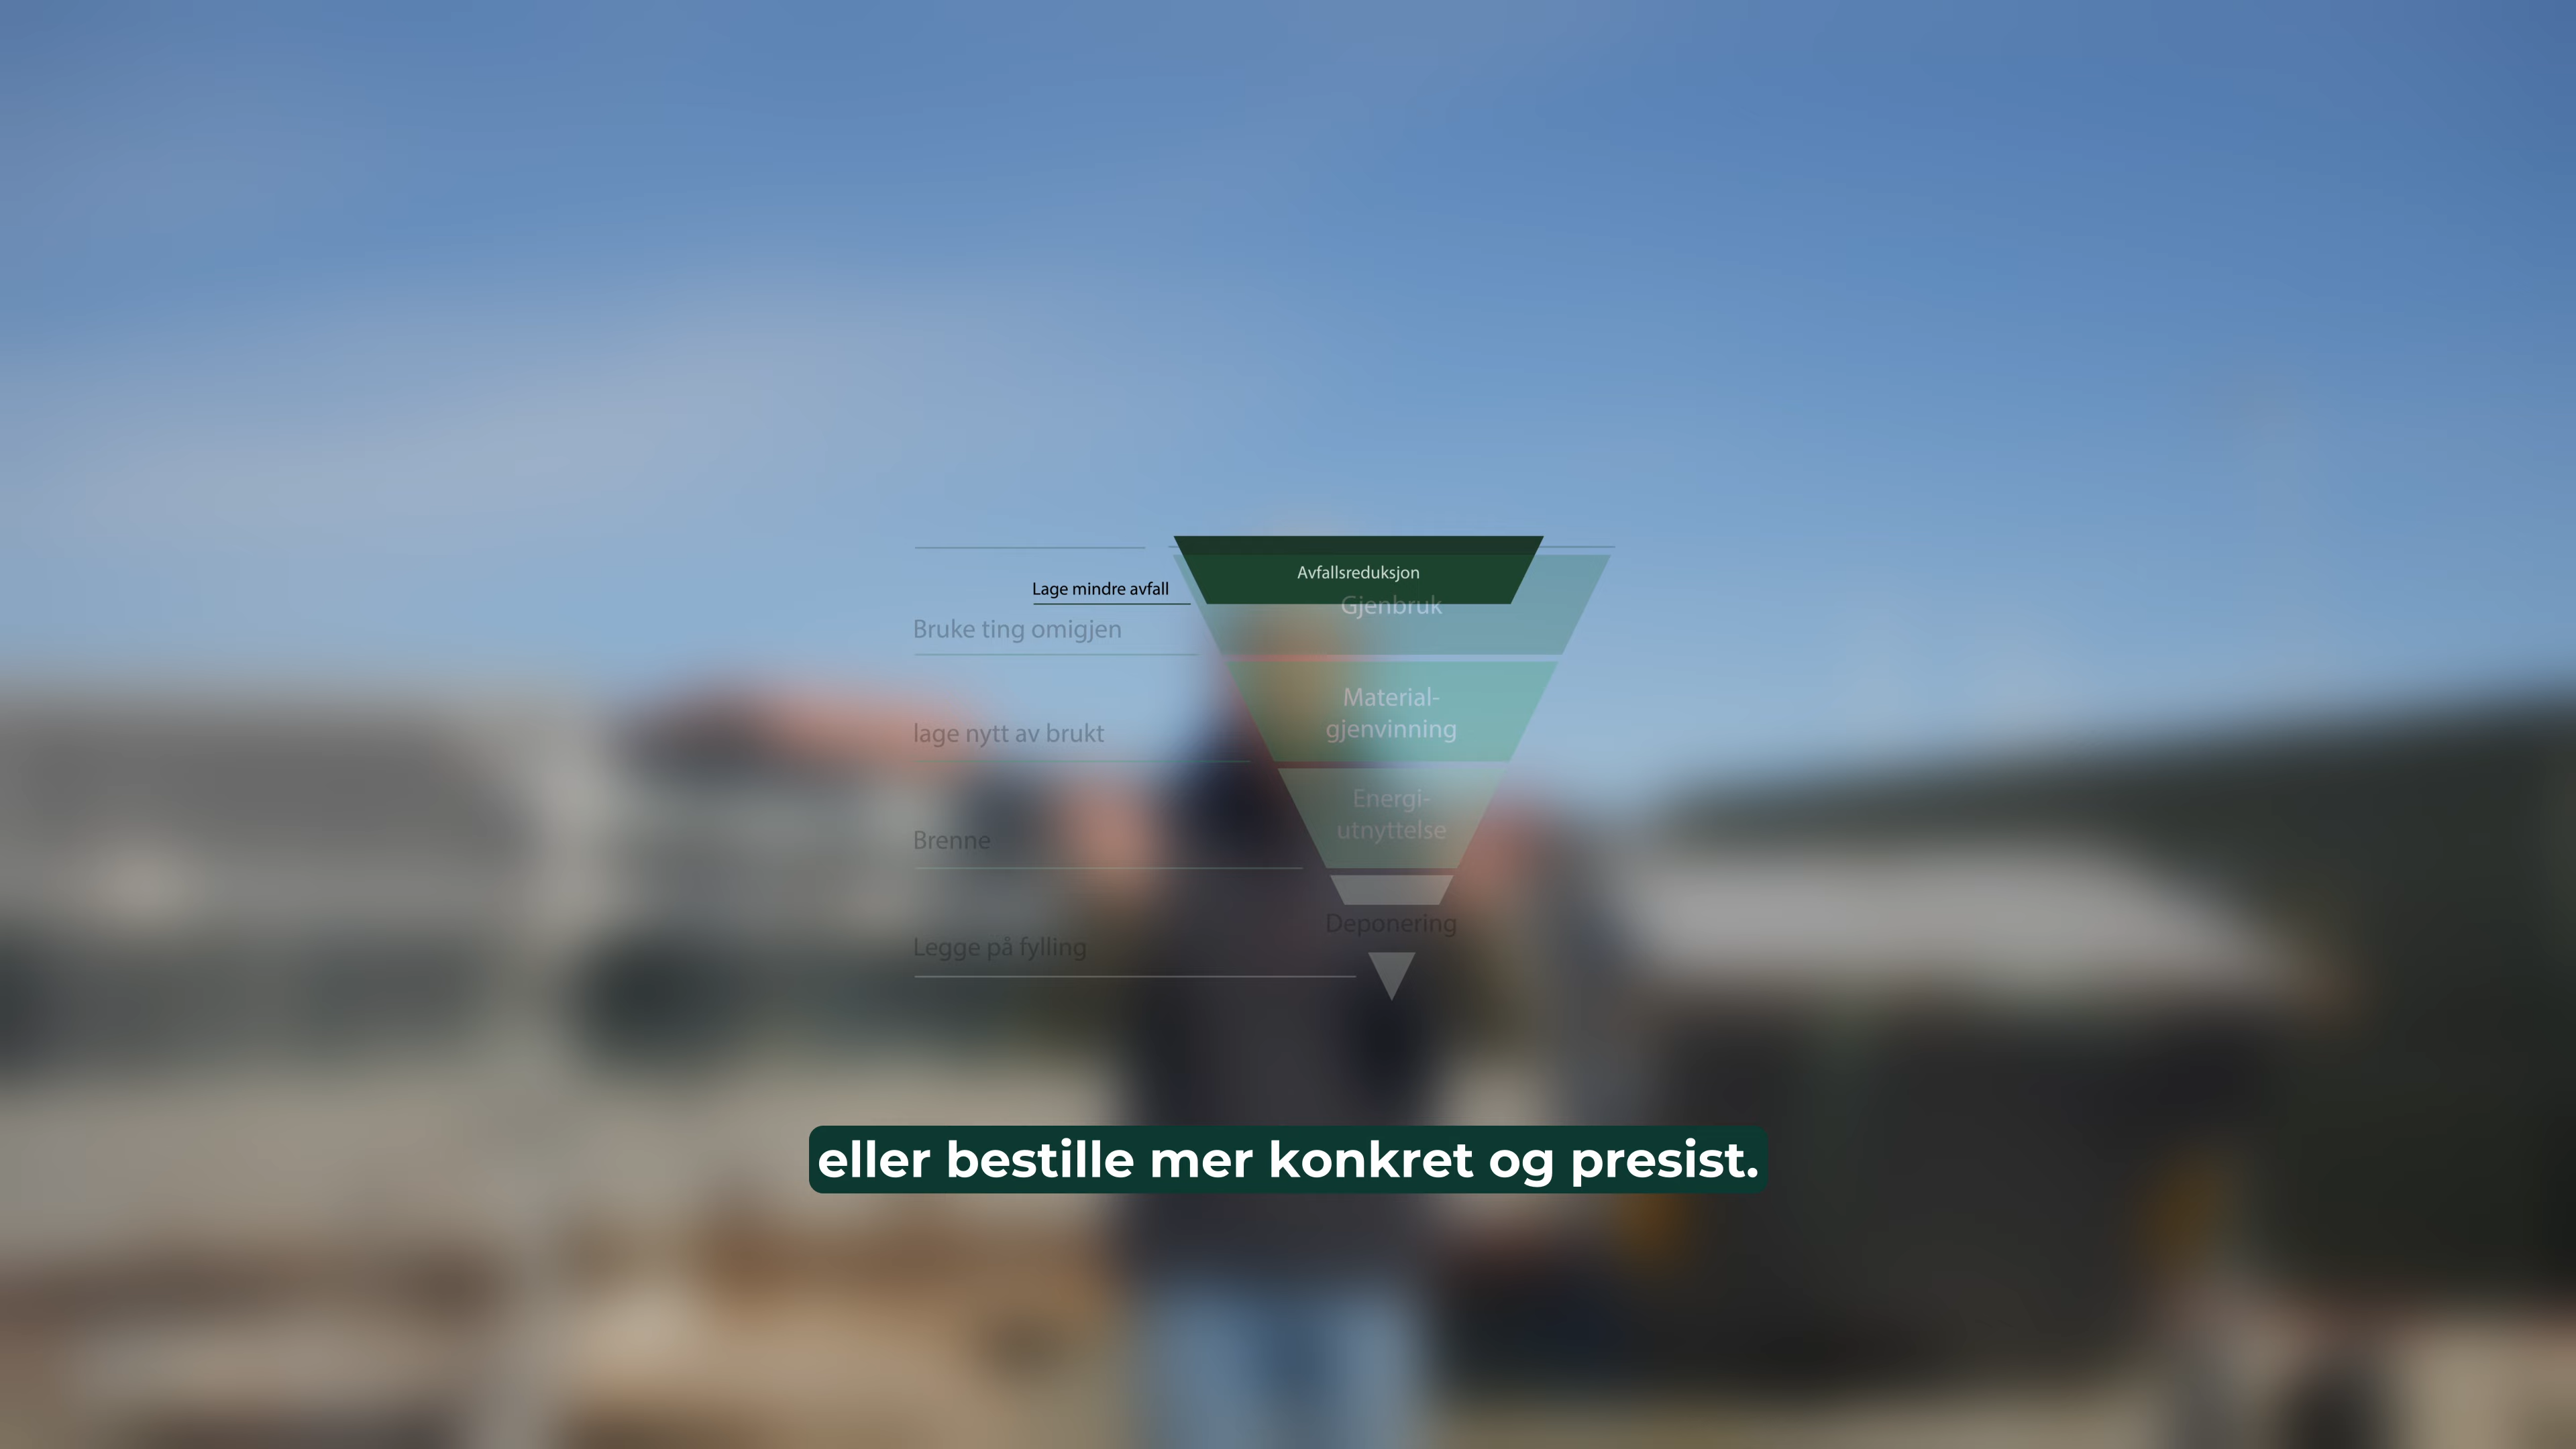 Avfallsreduksjon
Lage mindre avfall
Gjenbruk
Bruke ting omigjen
Material-
gjenvinning
lage nytt av brukt
Energi-
utnyttelse
Brenne
Deponering
Legge på fylling
eller bestille mer konkret og presist.